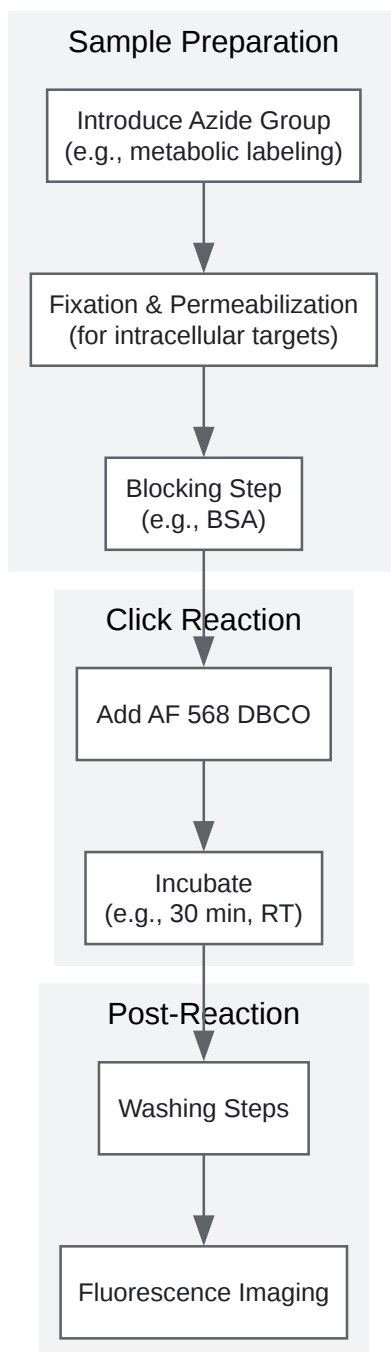 Sample Preparation
Introduce Azide Group
(e.g., metabolic labeling)
Fixation & Permeabilization
(for intracellular targets)
Blocking Step
(e.g., BSA)
Click Reaction
Add AF 568 DBCO
Incubate
(e.g., 30 min, RT)
Post-Reaction
Washing Steps
Fluorescence Imaging